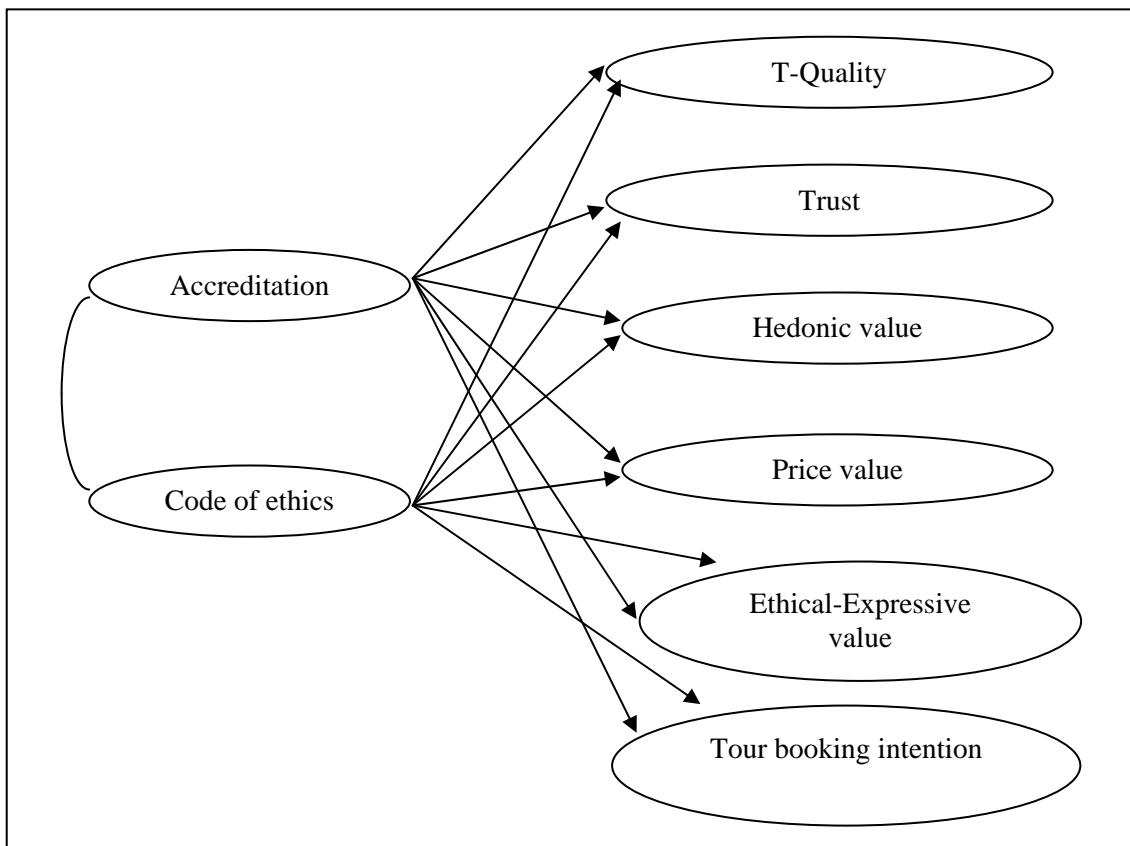 T-Quality
Trust
Accreditation
Hedonic value
Price value
Code of ethics
Ethical-Expressive
value
Tour booking intention